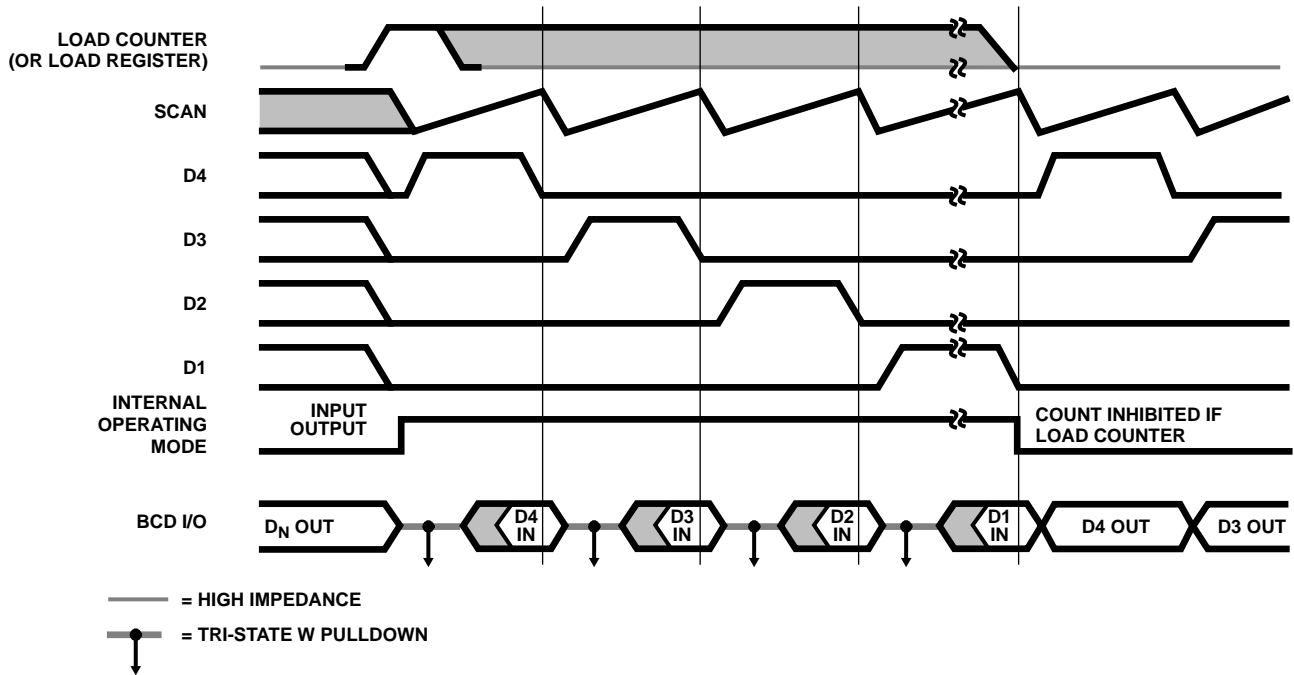 LOAD COUNTER
(OR LOAD REGISTER)
SCAN
D4
D3
D2
D1
INTERNAL
OPERATING
MODE
INPUT
OUTPUT
COUNT INHIBITED IF
LOAD COUNTER
BCD I/O
DN OUT
D4
IN
D3
IN
D2
IN
D1
IN
D4 OUT
D3 OUT
= HIGH IMPEDANCE
= TRI-STATE W PULLDOWN